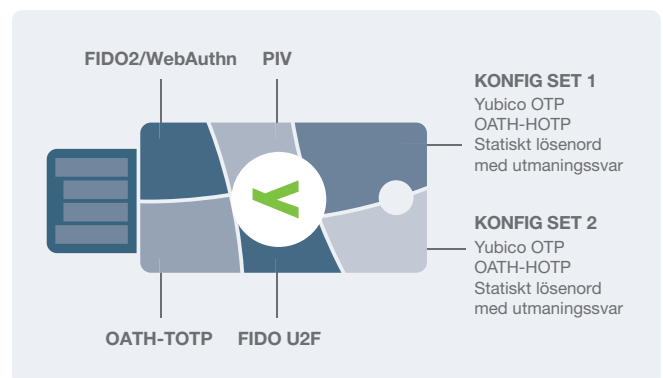 FIDO2/WebAuthn
PIV
KONFIG SET 1
Yubico OTP
OATH-HOTP
Statiskt lösenord
med utmaningssvar
KONFIG SET 2
Yubico OTP
OATH-HOTP
Statiskt lösenord
med utmaningssvar
OATH-TOTP
FIDO U2F